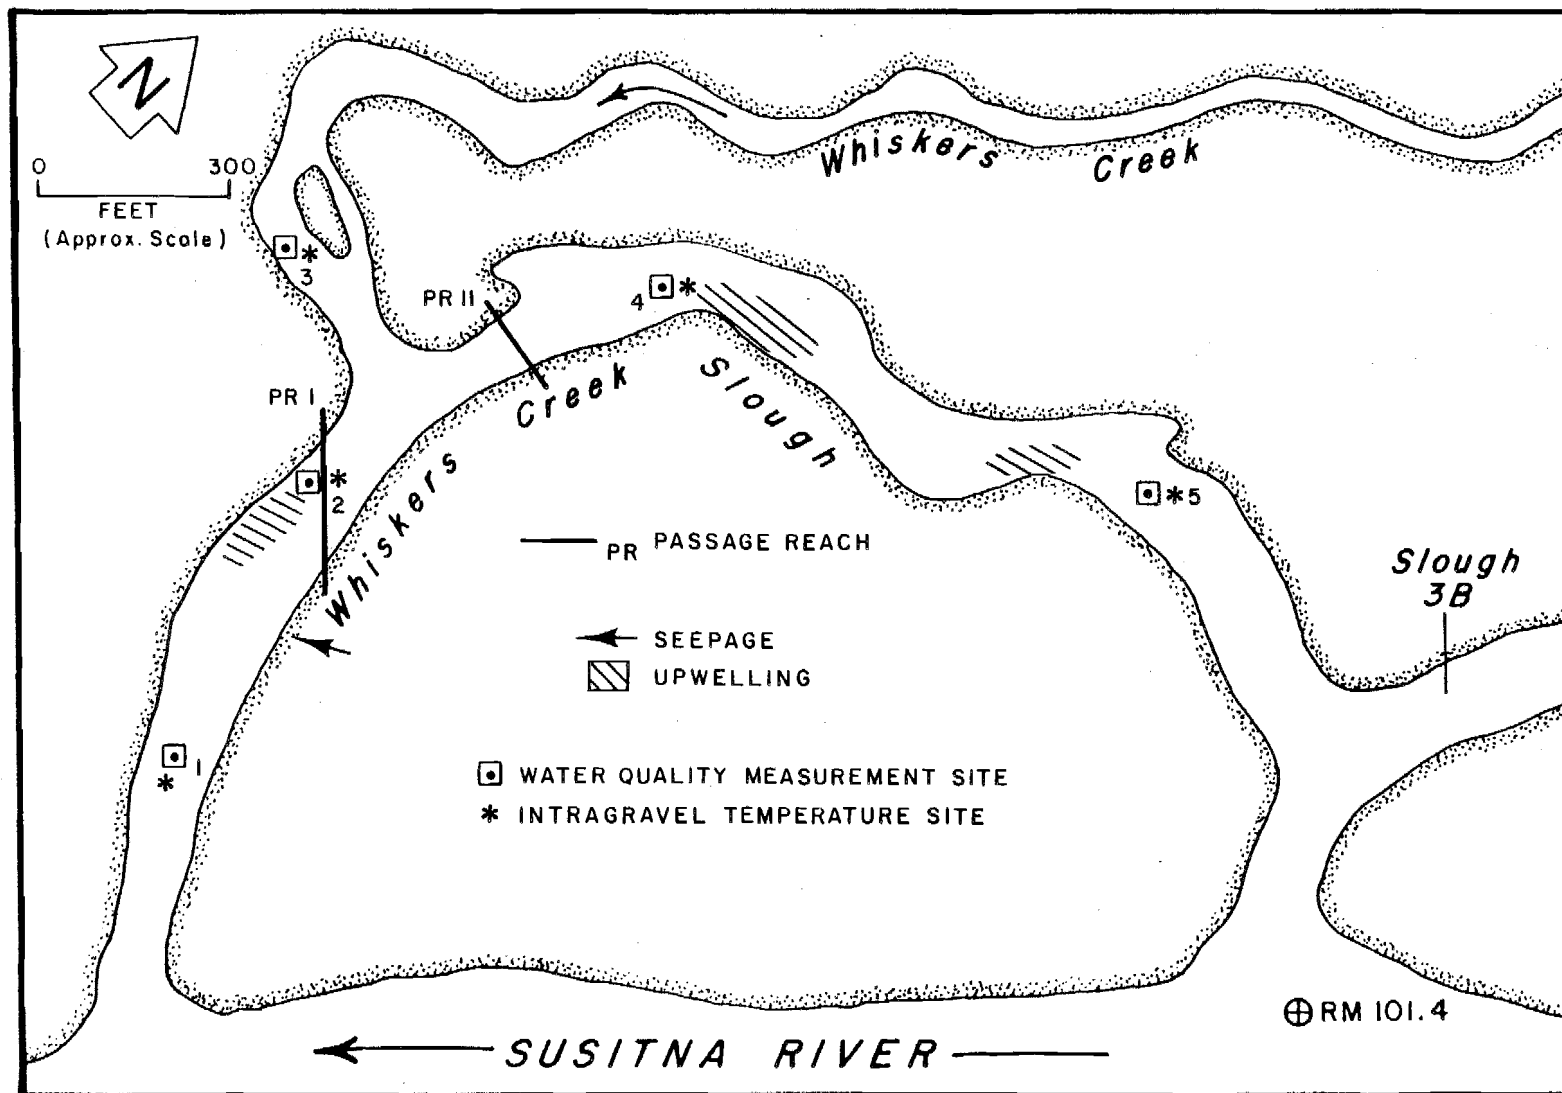 N
0 300
FEET
(Approx. Scale)
Whiskers Creek
3
PR II
4
PR I
Whiskers Creek Slough
2
5
PR PASSAGE REACH
SEEPAGE
UPWELLING
Slough
3B
1
WATER QUALITY MEASUREMENT SITE
* INTRAGRAVEL TEMPERATURE SITE
RM 101.4
SUSITNA RIVER